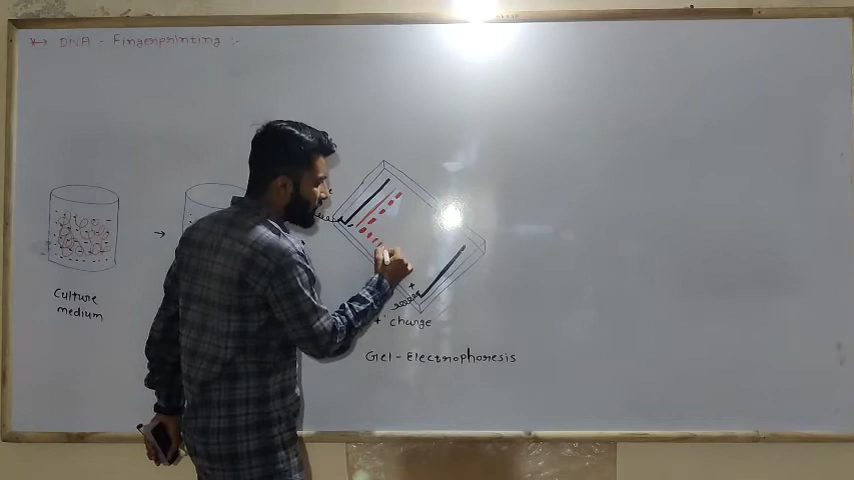 DNA - Fingerprinting :-
Culture
medium
+
+ charge
Gel - Electrophoresis